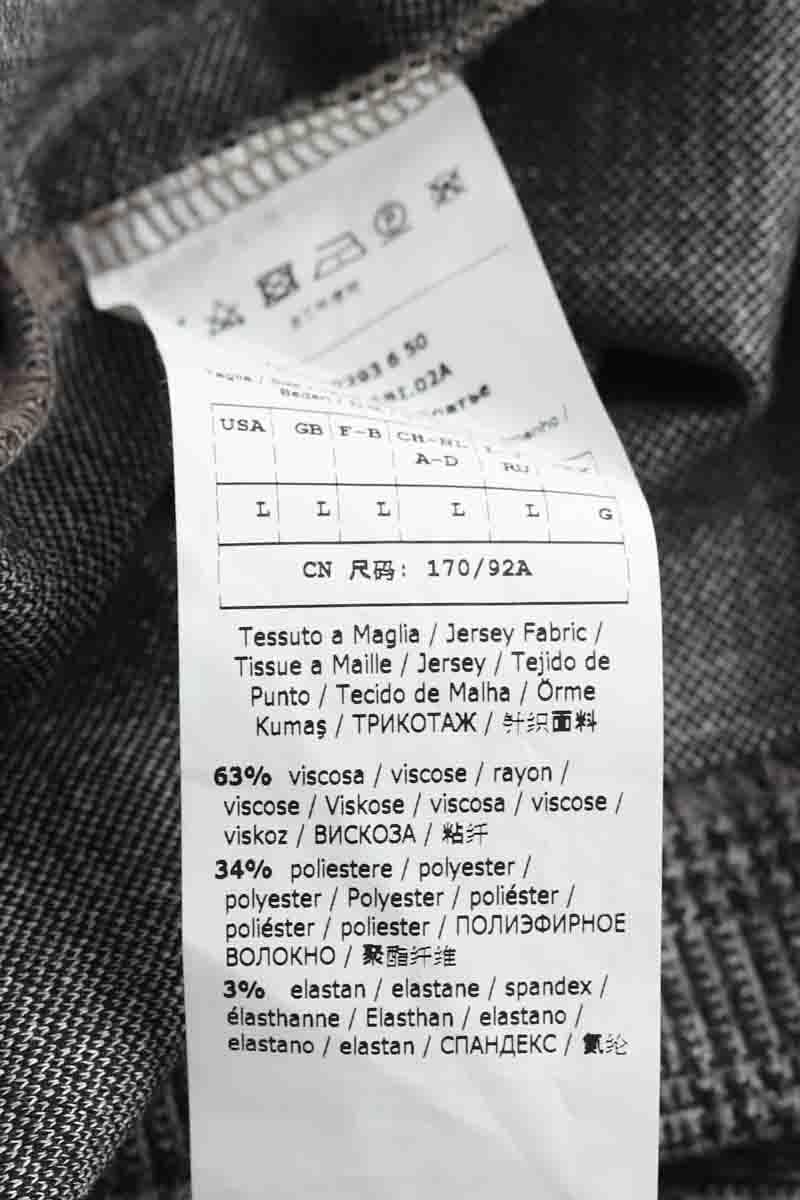 USA GB F-B CH-NL
A-D RU
L L L L L G
CN 尺码: 170/92A
Tessuto a Maglia / Jersey Fabric /
Tissue a Maille / Jersey / Tejido de
Punto / Tecido de Malha / Örme
Kumaş / ТРИКОТАЖ / 针织面料
63% viscosa / viscose / rayon /
viscose / Viskose / viscosa / viscose /
viskoz / ВИСКОЗА / 粘纤
34% poliestere / polyester /
polyester / Polyester / poliéster /
poliéster / poliester / ПОЛИЭФИРНОЕ
ВОЛОКНО / 聚酯纤维
3% elastan / elastane / spandex /
élasthanne / Elasthan / elastano /
elastano / elastan / СПАНДЕКС / 氨纶